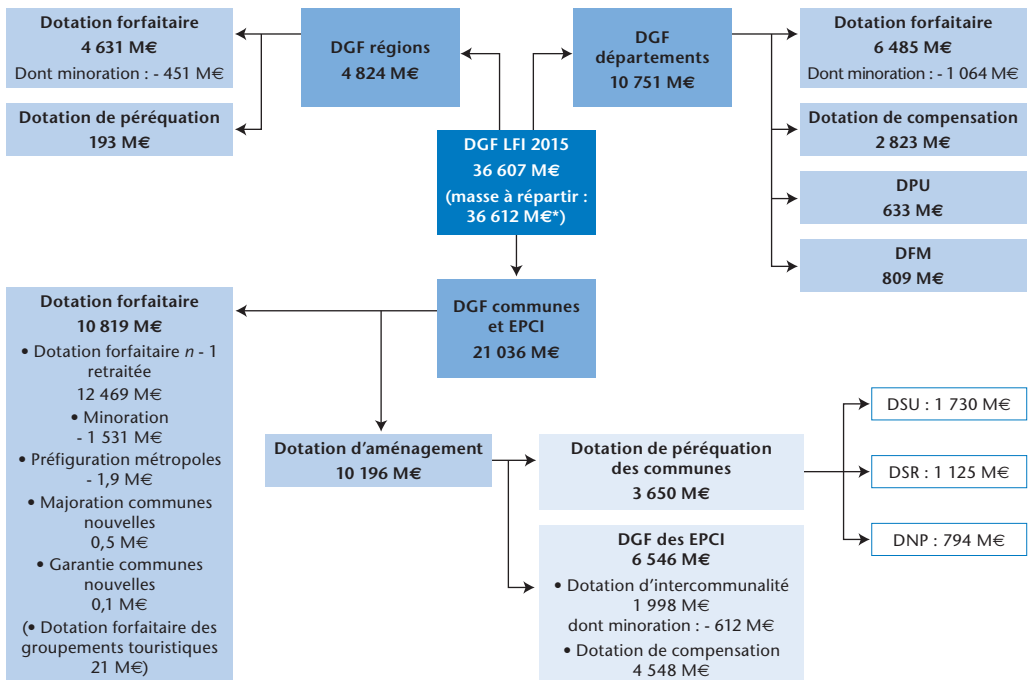 Dotation forfaitaire
4 631 M€
Dont minoration : - 451 M€
Dotation de péréquation
193 M€
DGF régions
4 824 M€
DGF
départements
10 751 M€
Dotation forfaitaire
6 485 M€
Dont minoration : - 1 064 M€
Dotation de compensation
2 823 M€
DPU
633 M€
DFM
809 M€
DGF LFI 2015
36 607 M€
(masse à répartir :
36 612 M€*)
DGF communes
et EPCI
21 036 M€
Dotation forfaitaire
10 819 M€
• Dotation forfaitaire n - 1
retraitée
12 469 M€
• Minoration
- 1 531 M€
• Préfiguration métropoles
- 1,9 M€
• Majoration communes
nouvelles
0,5 M€
• Garantie communes
nouvelles
0,1 M€
(• Dotation forfaitaire des
groupements touristiques
21 M€)
Dotation d'aménagement
10 196 M€
Dotation de péréquation
des communes
3 650 M€
DGF des EPCI
6 546 M€
• Dotation d'intercommunalité
1 998 M€
dont minoration : - 612 M€
• Dotation de compensation
4 548 M€
DSU : 1 730 M€
DSR : 1 125 M€
DNP : 794 M€